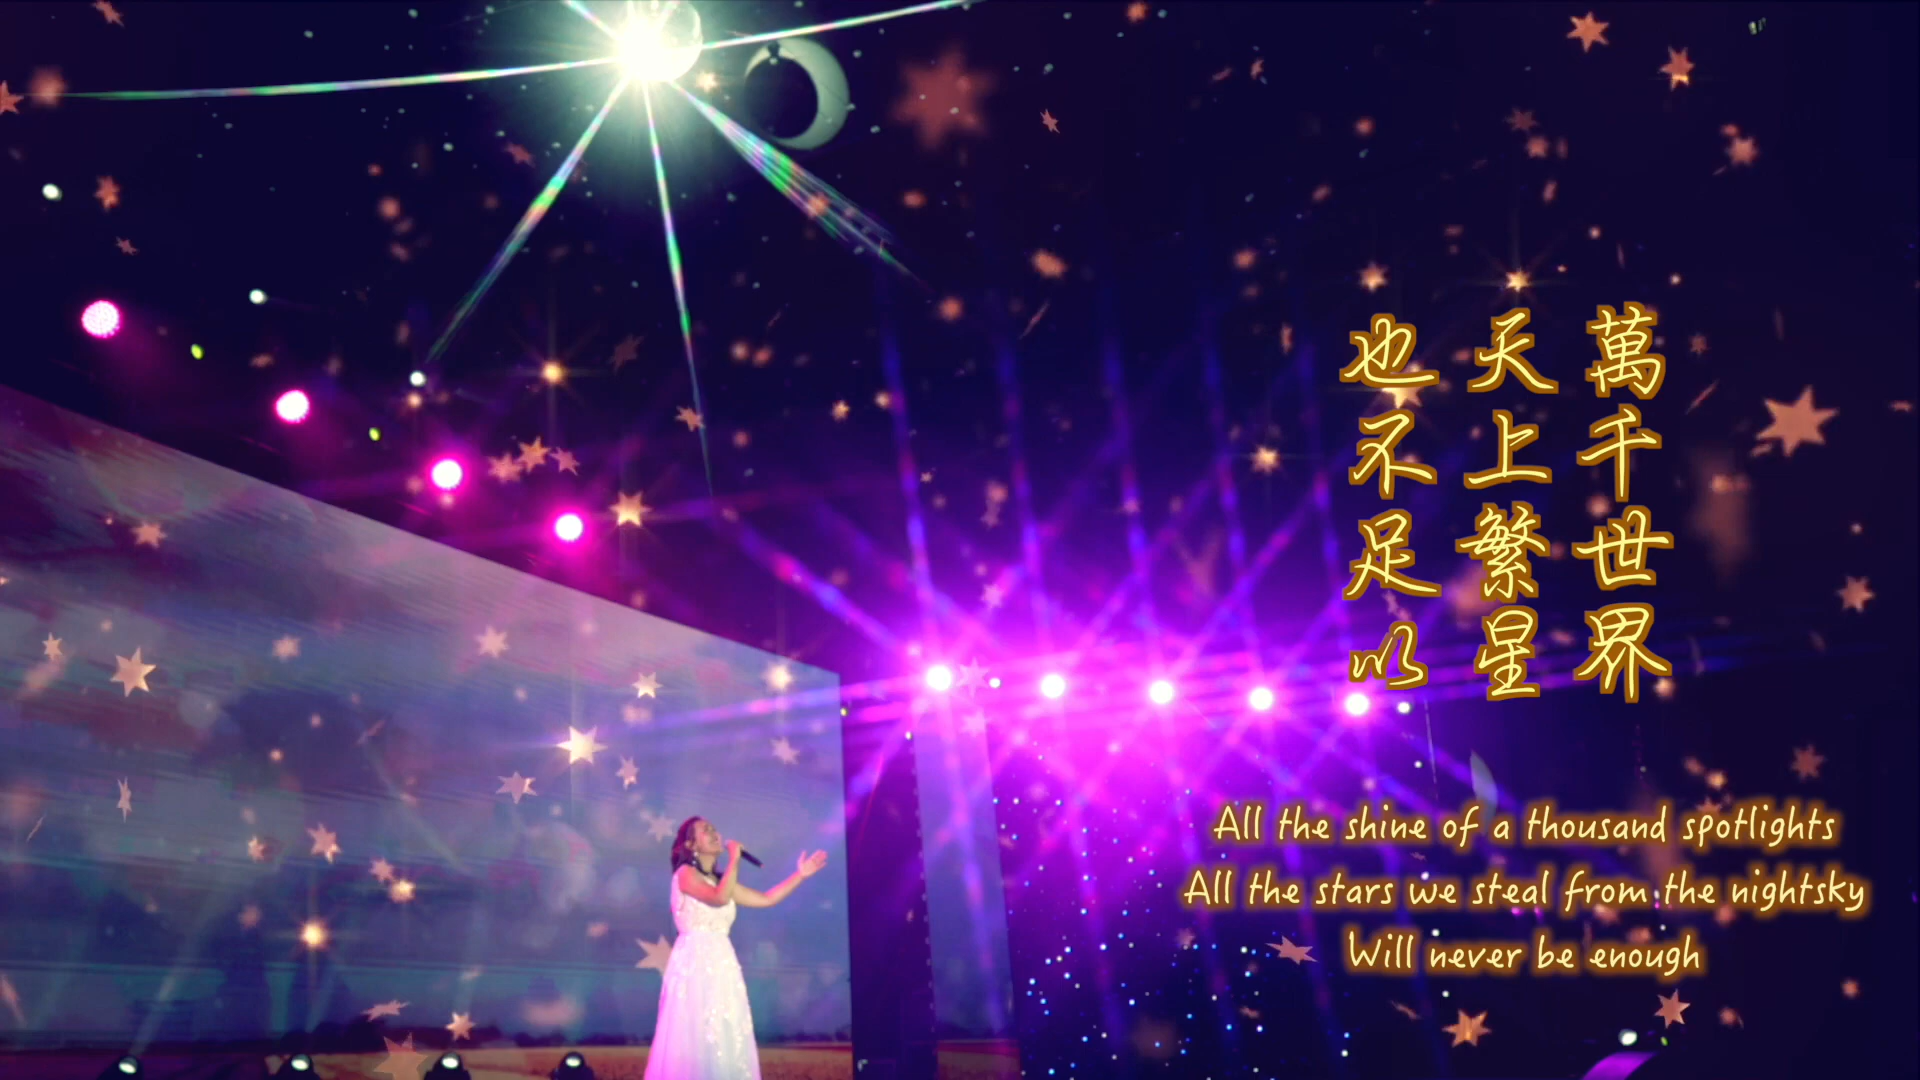 萬千世界
天上繁星
也不足以
All the shine of a thousand spotlights
All the stars we steal from the nightsky
Will never be enough